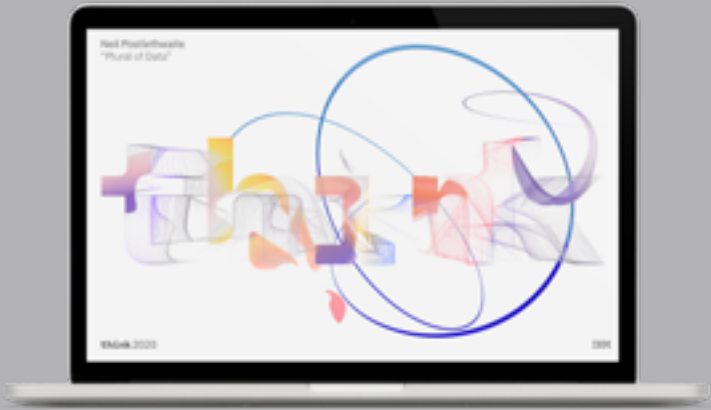 Neil Postlethwaite
"Plural of Data"
think
think 2020
IBM